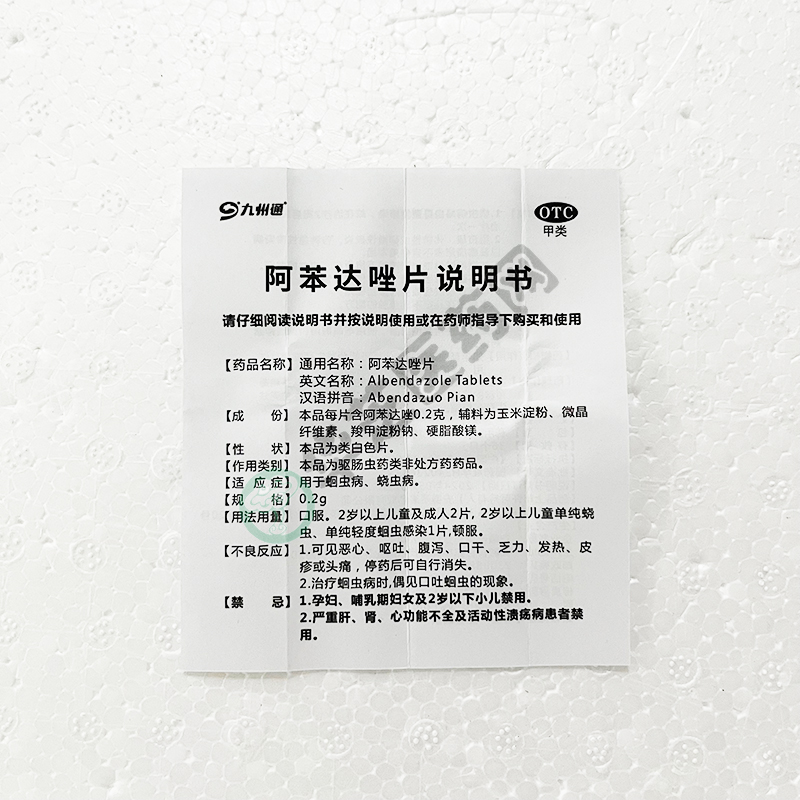 九州通
OTC
甲类
阿苯达唑片说明书
请仔细阅读说明书并按说明使用或在药师指导下购买和使用
【药品名称】通用名称：阿苯达唑片
英文名称：Albendazole Tablets
汉语拼音：Abendazuo Pian
【成 份】本品每片含阿苯达唑0.2克，辅料为玉米淀粉、微晶
纤维素、羧甲淀粉钠、硬脂酸镁。
【性 状】本品为类白色片。
【作用类别】本品为驱肠虫药类非处方药药品。
【适 应 症】用于蛔虫病、蛲虫病。
【规 格】0.2g
【用法用量】口服。2岁以上儿童及成人2片, 2岁以上儿童单纯蛲
虫、单纯轻度蛔虫感染1片,顿服。
【不良反应】1.可见恶心、呕吐、腹泻、口干、乏力、发热、皮
疹或头痛，停药后可自行消失。
2.治疗蛔虫病时,偶见口吐蛔虫的现象。
【禁 忌】1.孕妇、哺乳期妇女及2岁以下小儿禁用。
2.严重肝、肾、心功能不全及活动性溃疡病患者禁
用。